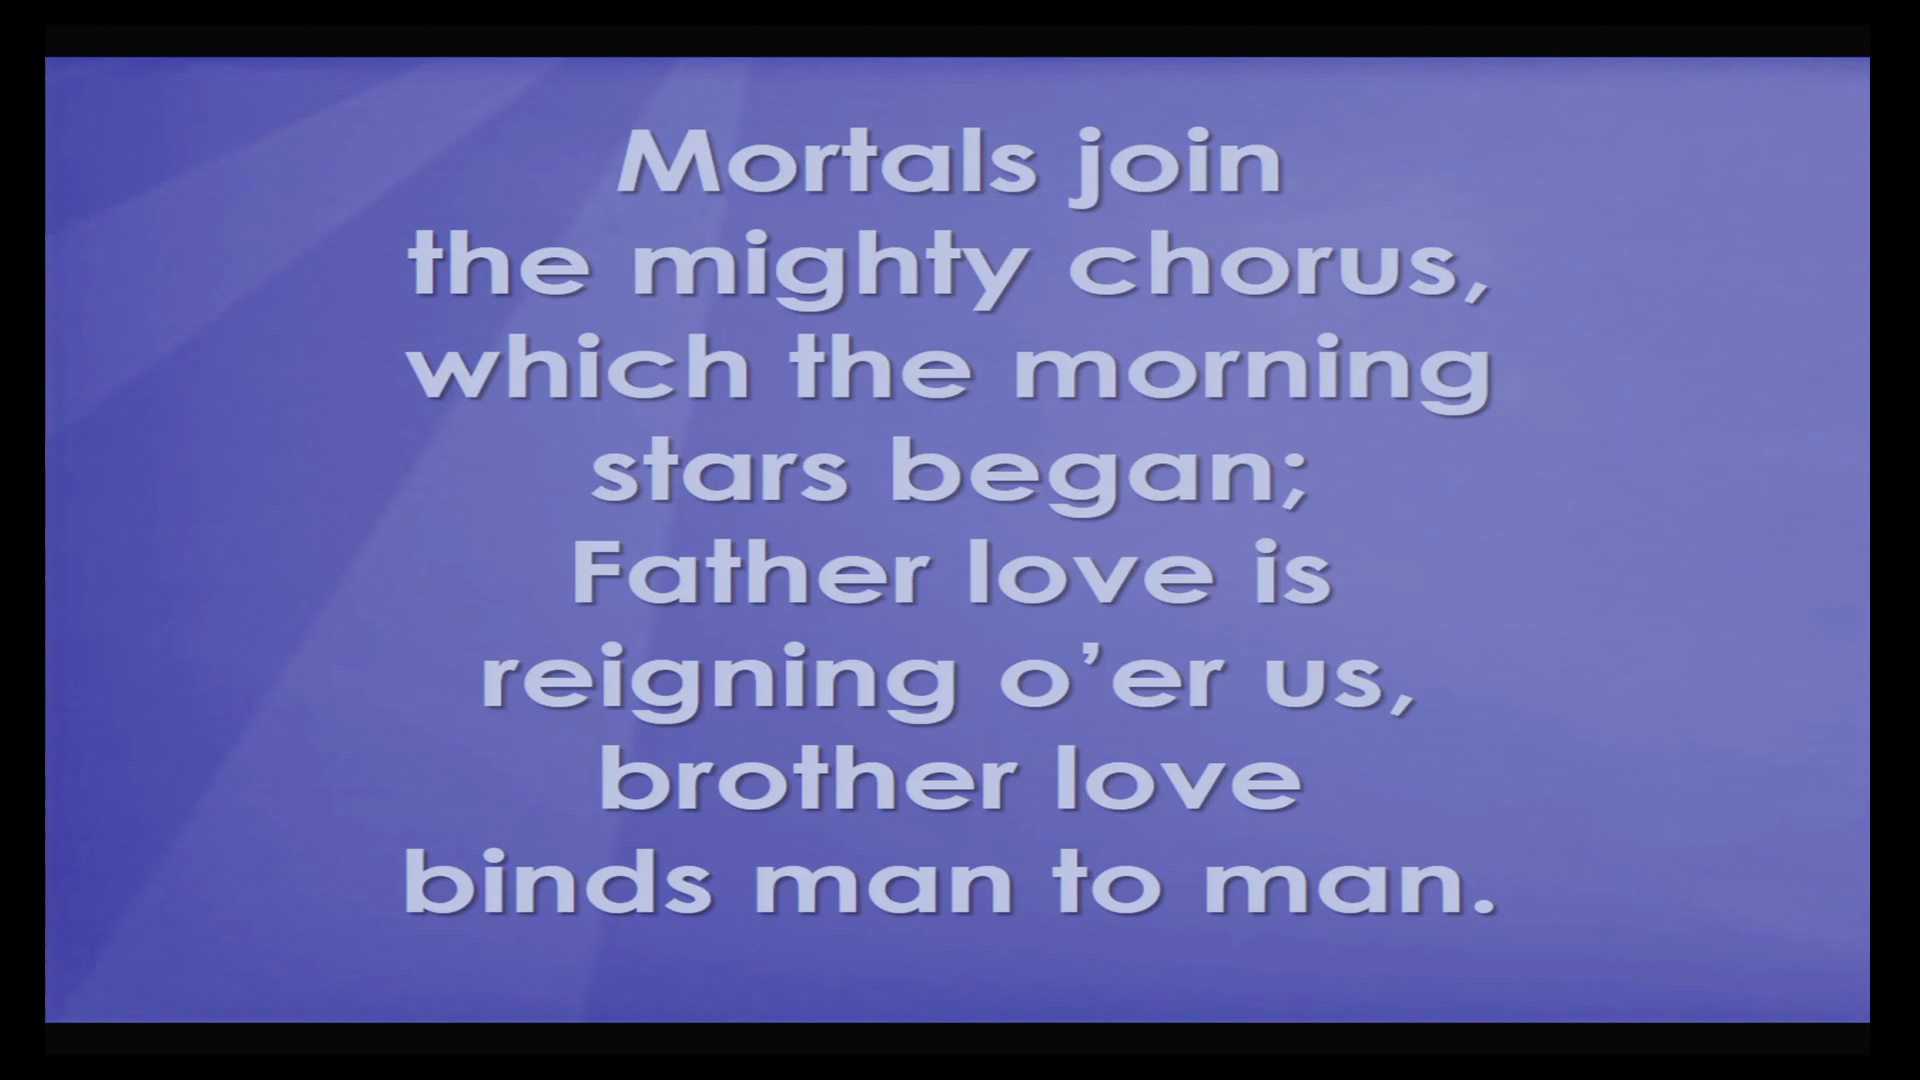 Mortals join
the mighty chorus,
which the morning
stars began;
Father love is
reigning o’er us,
brother love
binds man to man.